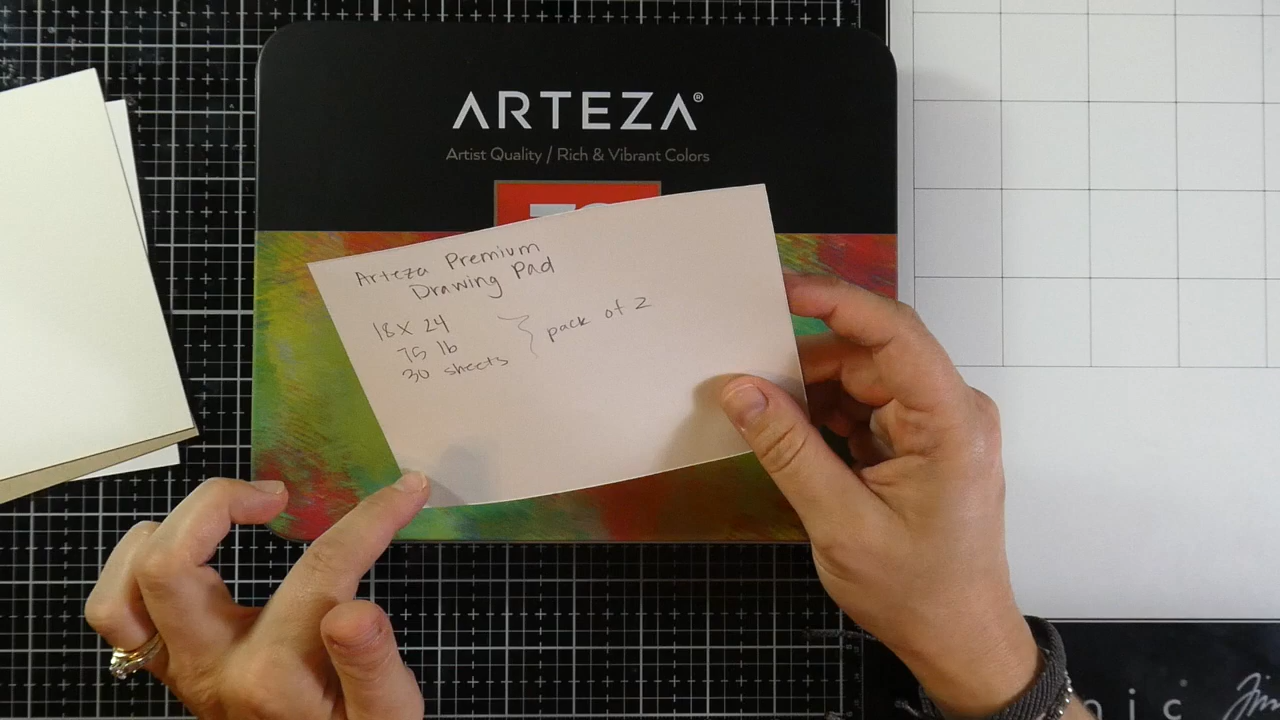 ARTEZA®
Artist Quality / Rich & Vibrant Colors
Arteza Premium
Drawing Pad
18 x 24
75 lb
30 sheets
} pack of 2